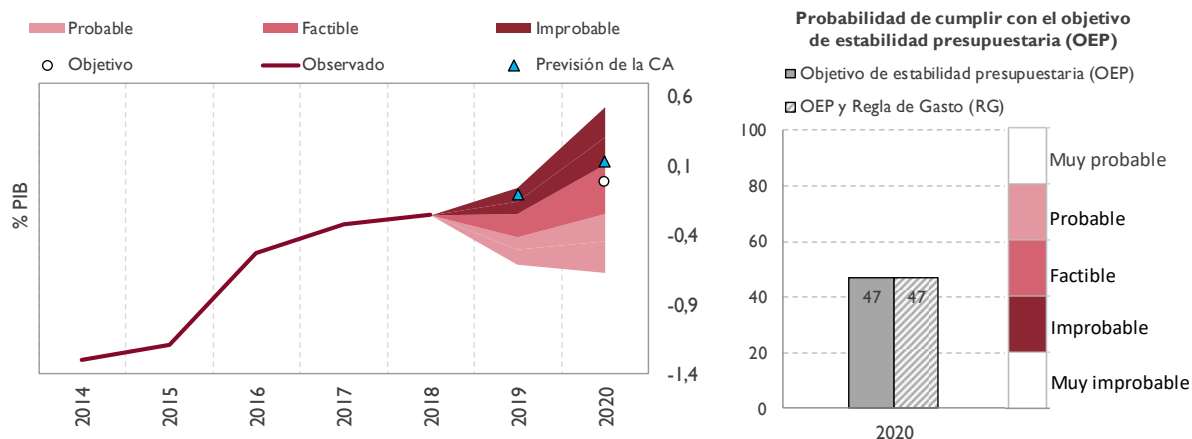 Probable
Factible
Improbable
Objetivo
Observado
Previsión de la CA
% PIB
0,6
0,1
-0,4
-0,9
-1,4
2014
2015
2016
2017
2018
2019
2020
Probabilidad de cumplir con el objetivo
de estabilidad presupuestaria (OEP)
Objetivo de estabilidad presupuestaria (OEP)
OEP y Regla de Gasto (RG)
100
80
60
40
20
0
47
47
2020
Muy probable
Probable
Factible
Improbable
Muy improbable